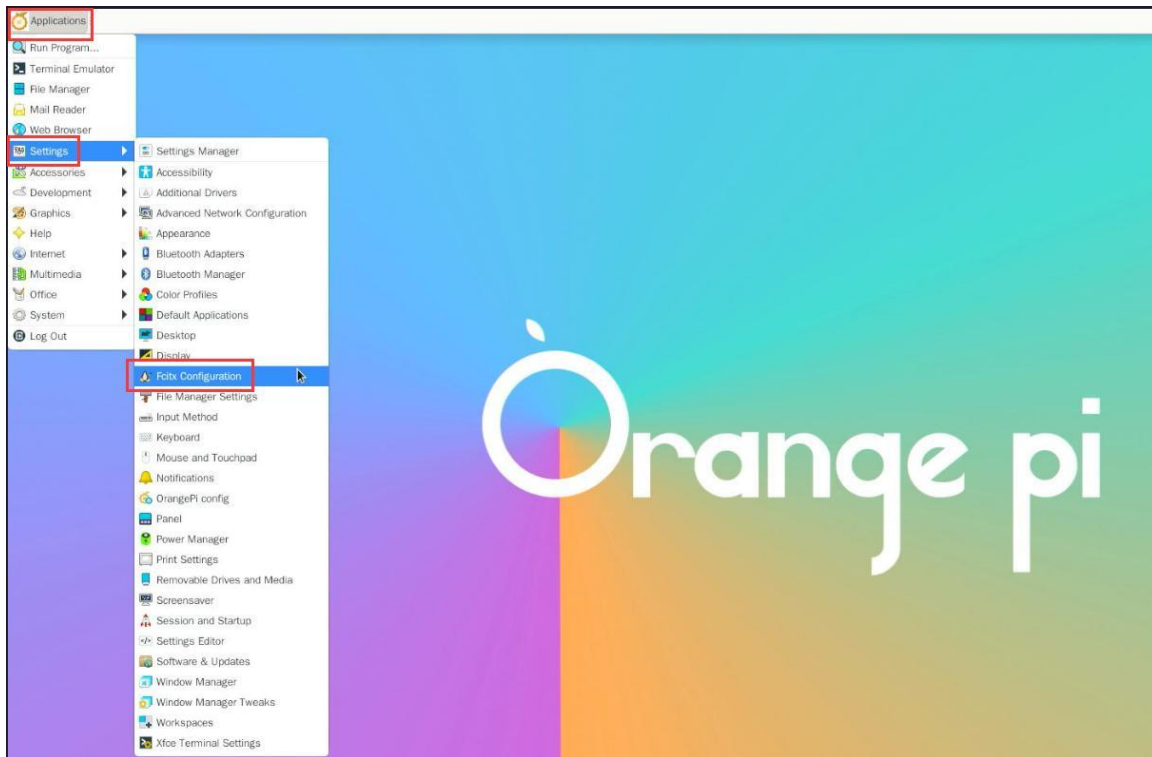 Applications
Run Program...
Terminal Emulator
File Manager
Mail Reader
Web Browser
Settings
Accessories
Development
Graphics
Help
Internet
Multimedia
Office
System
Log Out
Settings Manager
Accessibility
Additional Drivers
Advanced Network Configuration
Appearance
Bluetooth Adapters
Bluetooth Manager
Color Profiles
Default Applications
Desktop
Display
Fcitx Configuration
File Manager Settings
Input Method
Keyboard
Mouse and Touchpad
Notifications
OrangePi config
Panel
Power Manager
Print Settings
Removable Drives and Media
Screensaver
Session and Startup
Settings Editor
Software & Updates
Window Manager
Window Manager Tweaks
Workspaces
Xfce Terminal Settings
Orange pi